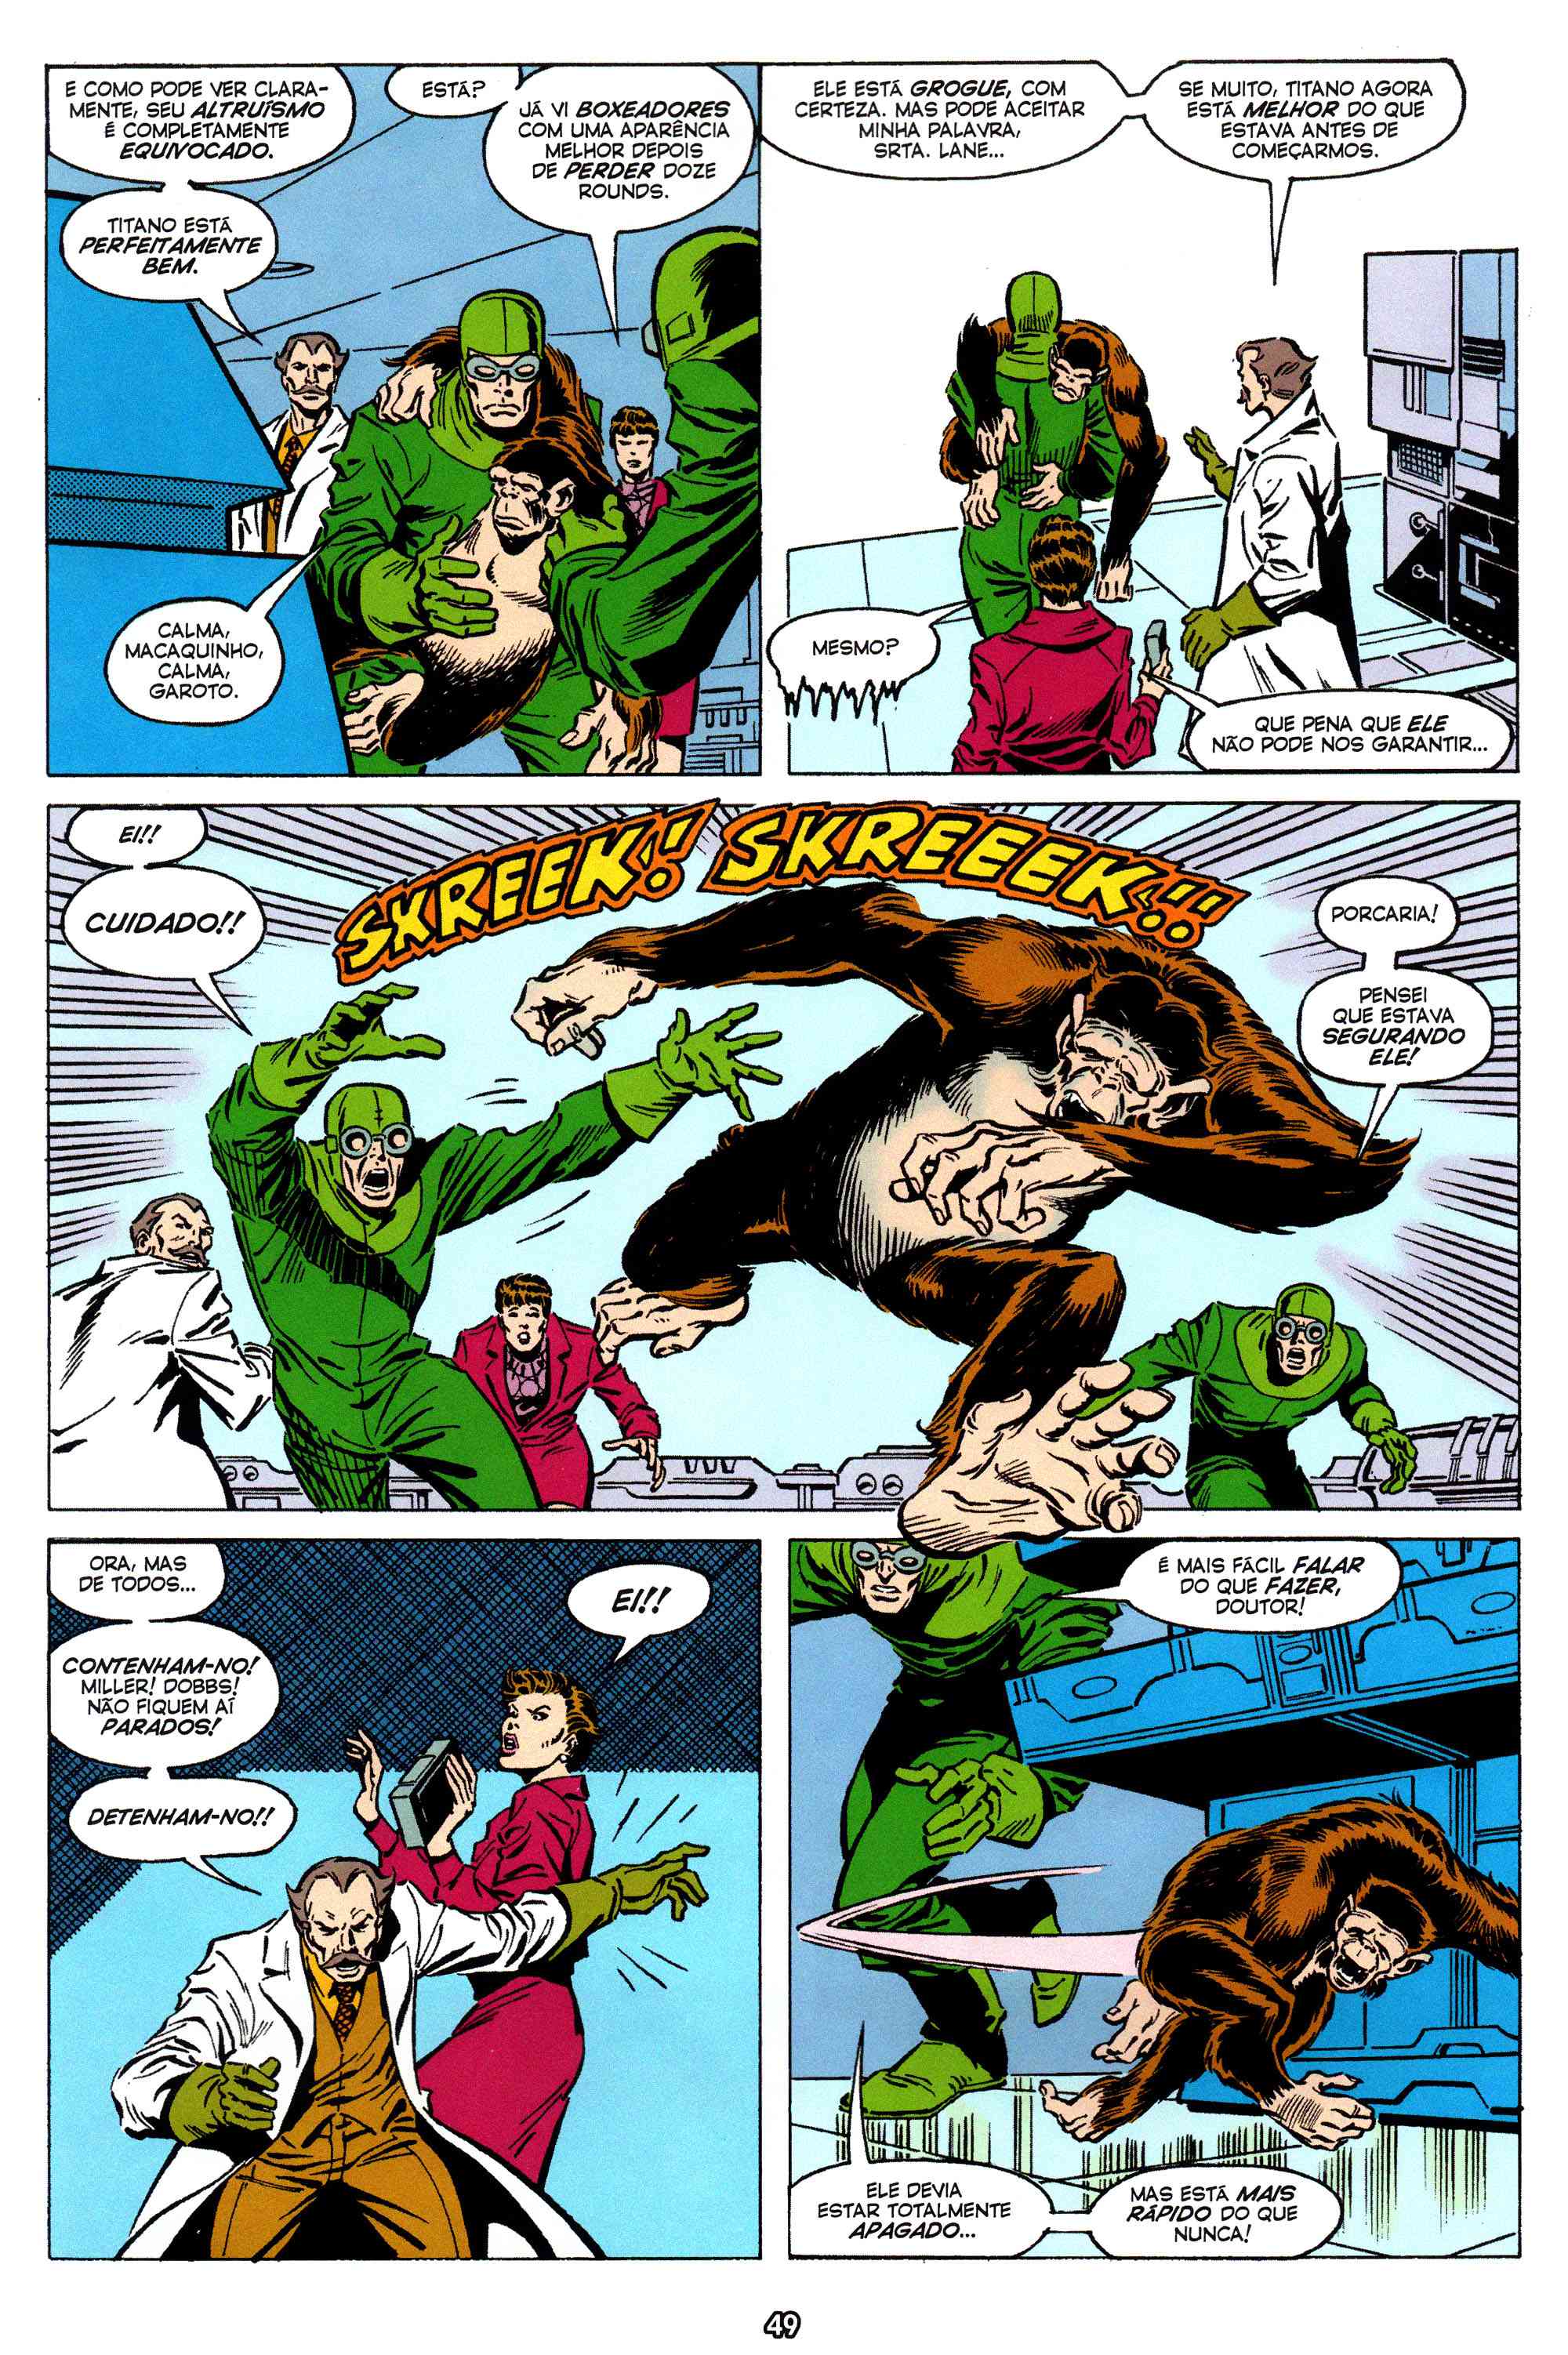 E COMO PODE VER CLARA-
MENTE, SEU ALTRUÍSMO
É COMPLETAMENTE
EQUIVOCADO.
TITANO ESTÁ
PERFEITAMENTE
BEM.
ESTÁ?
JÁ VI BOXEADORES
COM UMA APARÊNCIA
MELHOR DEPOIS
DE PERDER DOZE
ROUNDS.
CALMA,
MACAQUINHO,
CALMA,
GAROTO.
ELE ESTÁ GROGUE, COM
CERTEZA. MAS PODE ACEITAR
MINHA PALAVRA,
SRTA. LANE...
SE MUITO, TITANO AGORA
ESTÁ MELHOR DO QUE
ESTAVA ANTES DE
COMEÇARMOS.
MESMO?
QUE PENA QUE ELE
NÃO PODE NOS GARANTIR...
EI!!
CUIDADO!!
SKREEK! SKREEEK!!
PORCARIA!
PENSEI
QUE ESTAVA
SEGURANDO
ELE!
ORA, MAS
DE TODOS...
CONTENHAM-NO!
MILLER! DOBBS!
NÃO FIQUEM AÍ
PARADOS!
DETENHAM-NO!!
EI!!
É MAIS FÁCIL FALAR
DO QUE FAZER,
DOUTOR!
ELE DEVIA
ESTAR TOTALMENTE
APAGADO...
MAS ESTÁ MAIS
RÁPIDO DO QUE
NUNCA!
49